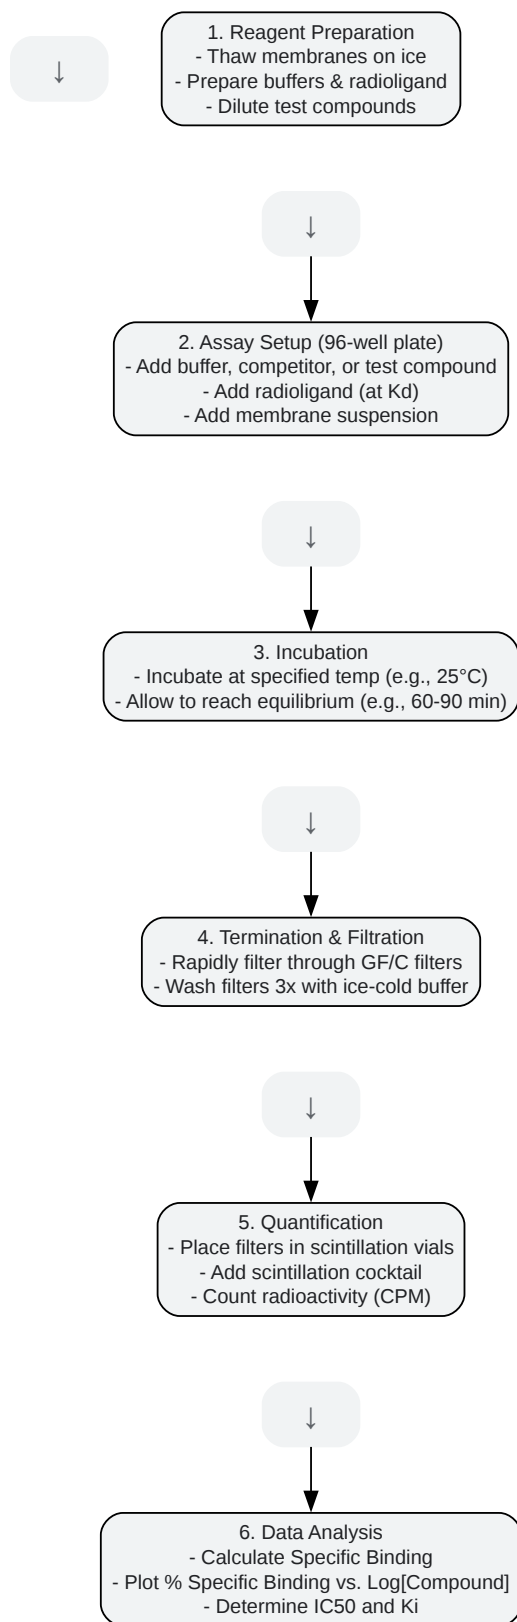 ↓
1. Reagent Preparation
- Thaw membranes on ice
- Prepare buffers & radioligand
- Dilute test compounds
↓
2. Assay Setup (96-well plate)
- Add buffer, competitor, or test compound
- Add radioligand (at Kd)
- Add membrane suspension
↓
3. Incubation
- Incubate at specified temp (e.g., 25°C)
- Allow to reach equilibrium (e.g., 60-90 min)
↓
4. Termination & Filtration
- Rapidly filter through GF/C filters
- Wash filters 3x with ice-cold buffer
↓
5. Quantification
- Place filters in scintillation vials
- Add scintillation cocktail
- Count radioactivity (CPM)
↓
6. Data Analysis
- Calculate Specific Binding
- Plot % Specific Binding vs. Log[Compound]
- Determine IC50 and Ki